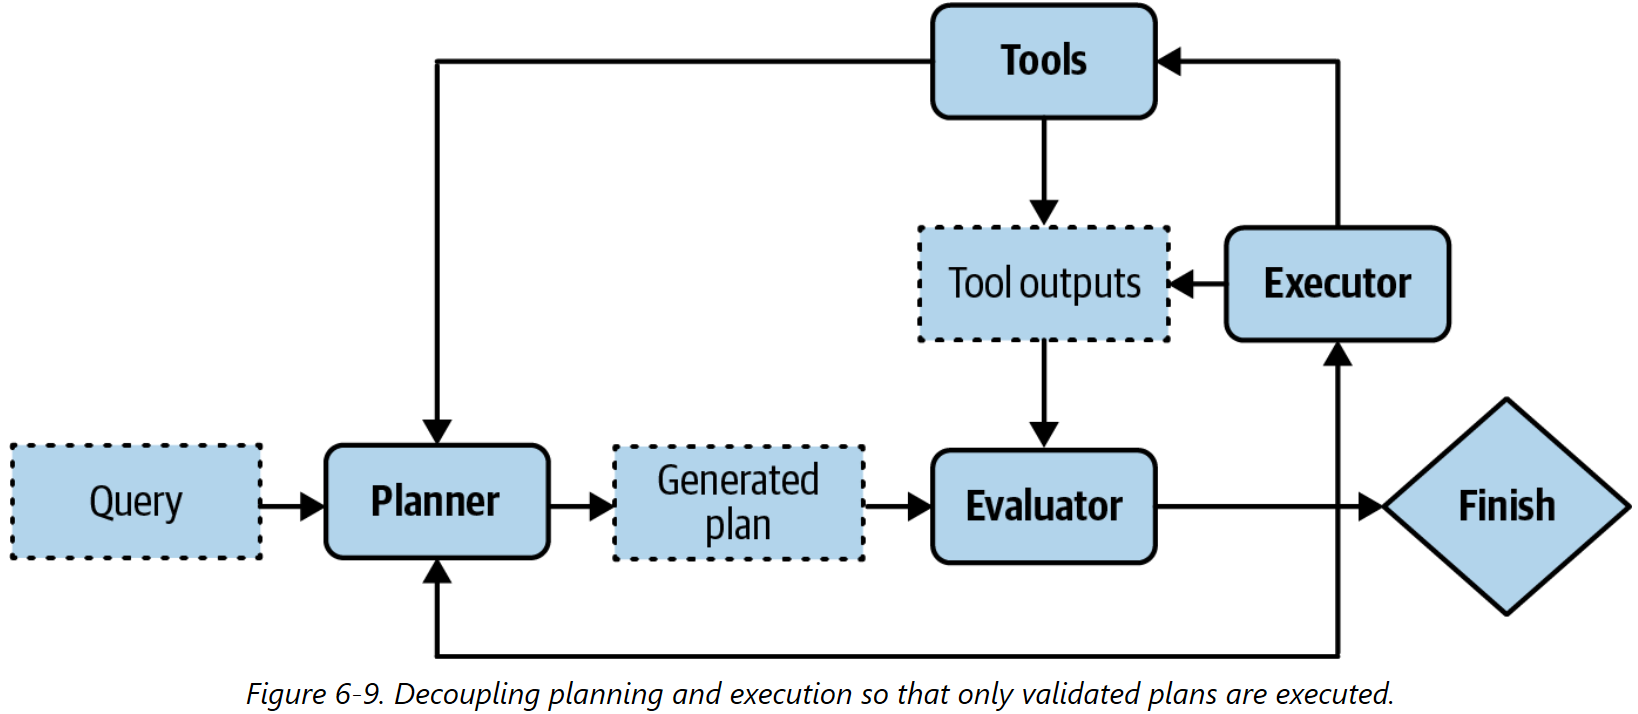 Tools
Tool outputs
Executor
Query
Planner
Generated
plan
Evaluator
Finish
Figure 6-9. Decoupling planning and execution so that only validated plans are executed.